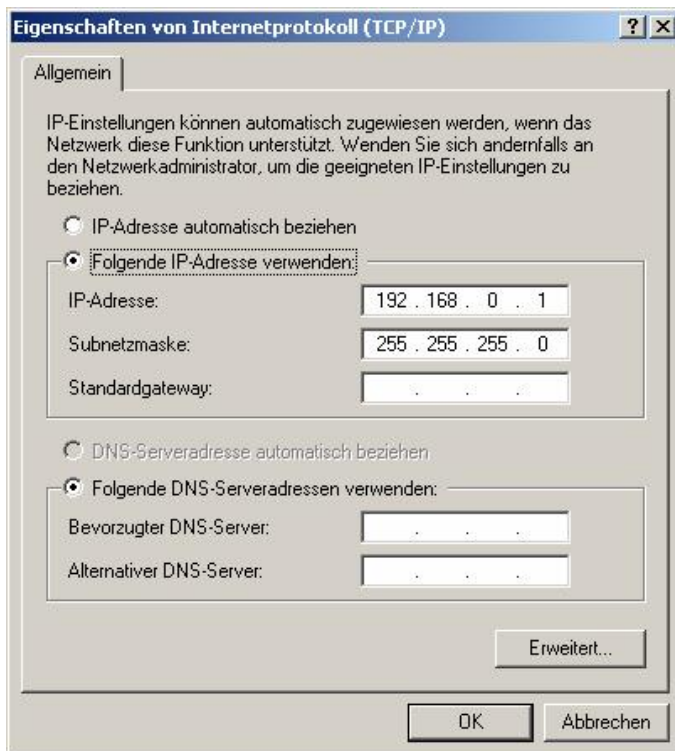 Eigenschaften von Internetprotokoll (TCP/IP)
Allgemein
IP-Einstellungen können automatisch zugewiesen werden, wenn das
Netzwerk diese Funktion unterstützt. Wenden Sie sich andernfalls an
den Netzwerkadministrator, um die geeigneten IP-Einstellungen zu
beziehen.
IP-Adresse automatisch beziehen
Folgende IP-Adresse verwenden:
IP-Adresse: 192 . 168 . 0 . 1
Subnetzmaske: 255 . 255 . 255 . 0
Standardgateway: . . .
DNS-Serveradresse automatisch beziehen
Folgende DNS-Serveradressen verwenden:
Bevorzugter DNS-Server: . . .
Alternativer DNS-Server: . . .
Erweitert...
OK Abbrechen